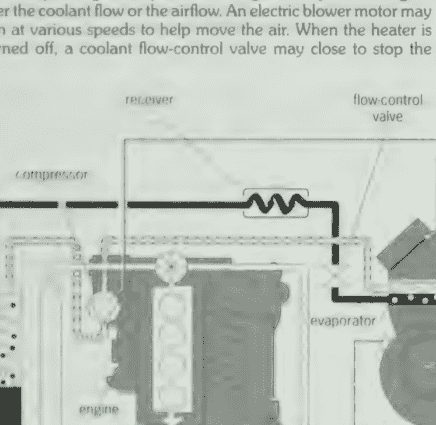 er the coolant flow or the airflow. An electric blower motor may
n at various speeds to help move the air. When the heater is
rned off, a coolant flow-control valve may close to stop the
receiver
flow-control
valve
compressor
evaporator
engine